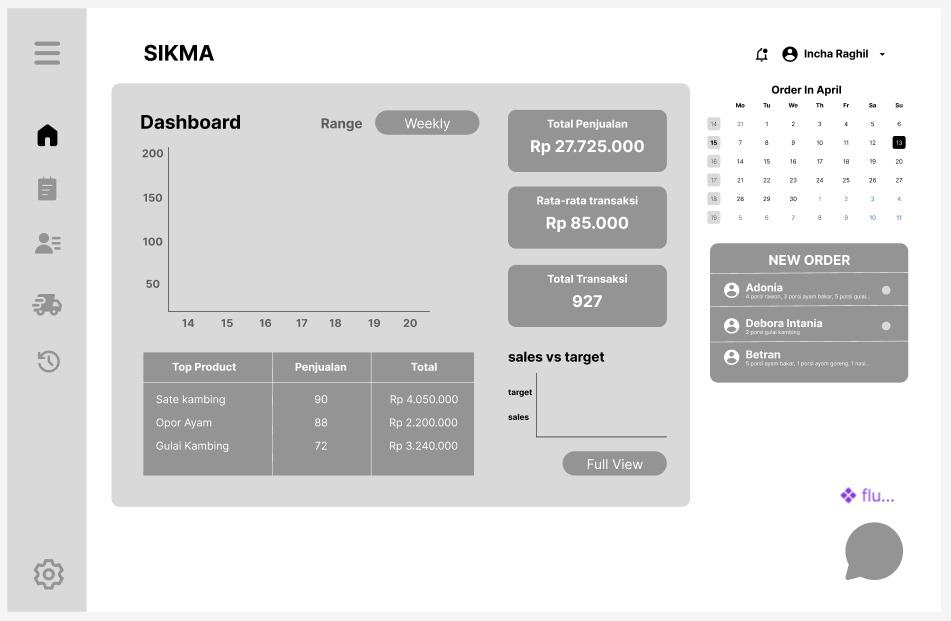 SIKMA
Incha Raghil
Dashboard
Range
Weekly
200
150
100
50
14 15 16 17 18 19 20
Total Penjualan
Rp 27.725.000
Rata-rata transaksi
Rp 85.000
Total Transaksi
927
Top Product Penjualan Total
Sate kambing 90 Rp 4.050.000
Opor Ayam 88 Rp 2.200.000
Gulai Kambing 72 Rp 3.240.000
sales vs target
target
sales
Full View
Order In April
Mo Tu We Th Fr Sa Su
14 31 1 2 3 4 5 6
15 7 8 9 10 11 12 13
16 14 15 16 17 18 19 20
17 21 22 23 24 25 26 27
18 28 29 30 1 2 3 4
19 5 6 7 8 9 10 11
NEW ORDER
Adonia
4 porsi rawon, 3 porsi ayam bakar, 5 porsi gulai...
Debora Intania
2 porsi gulai kambing
Betran
5 porsi ayam bakar, 1 porsi ayam goreng, 1 nasi...
flu...